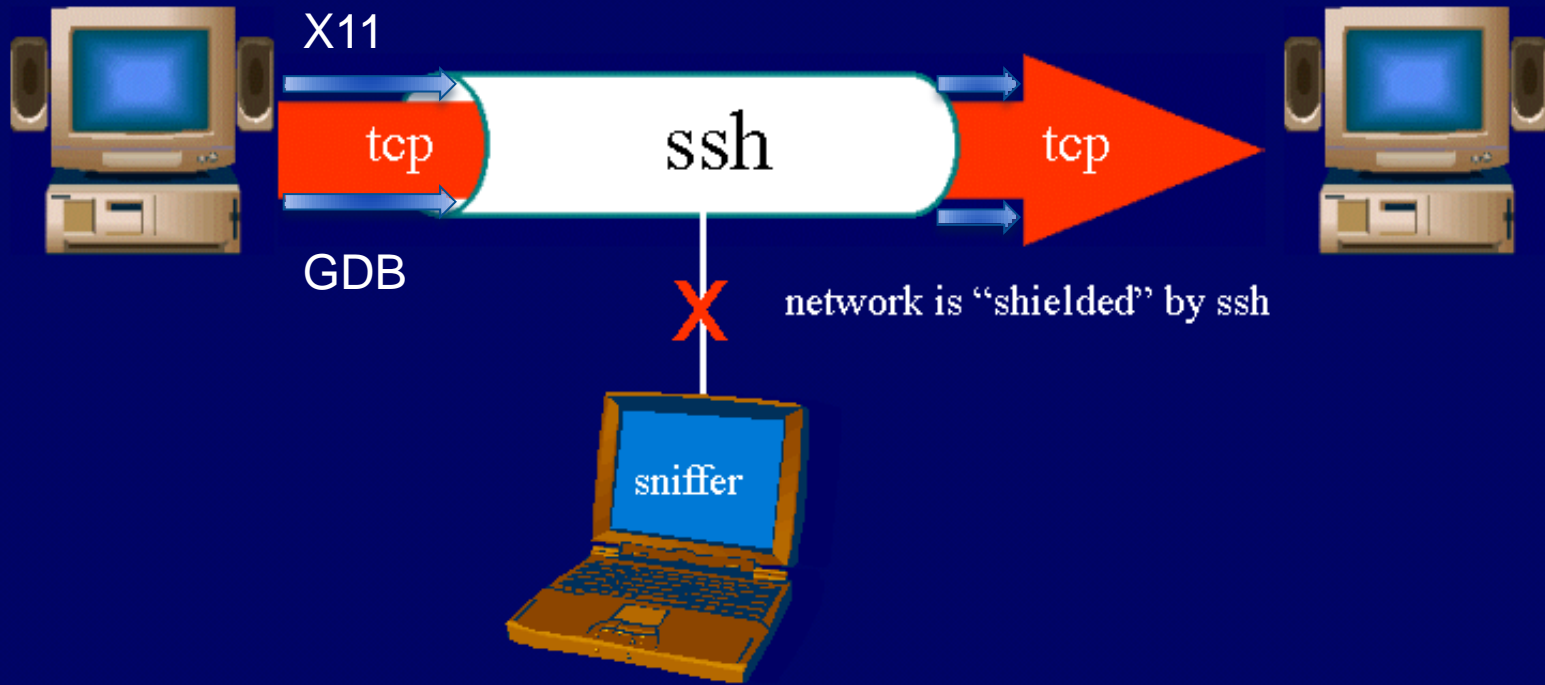 X11
tcp
ssh
tcp
GDB
X
network is “shielded” by ssh
sniffer